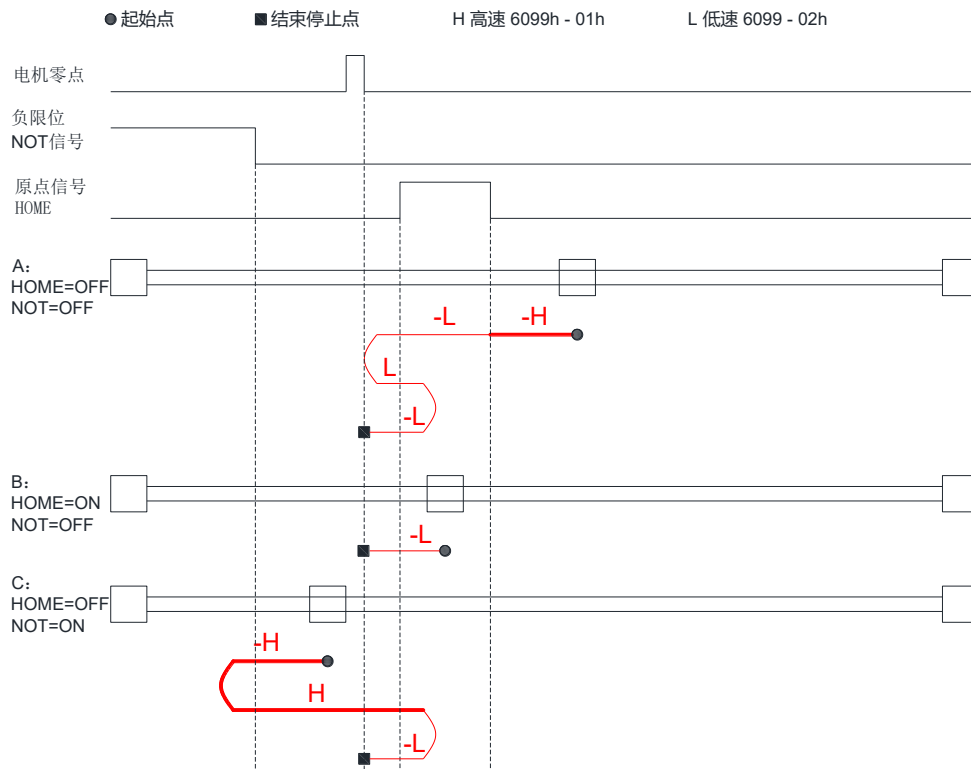 起始点 结束停止点 H 高速 6099h - 01h L 低速 6099 - 02h
电机零点
负限位
NOT信号
原点信号
HOME
A:
HOME=OFF
NOT=OFF
-L -H
L
-L
B:
HOME=ON
NOT=OFF
-L
C:
HOME=OFF
NOT=ON
-H
H
-L